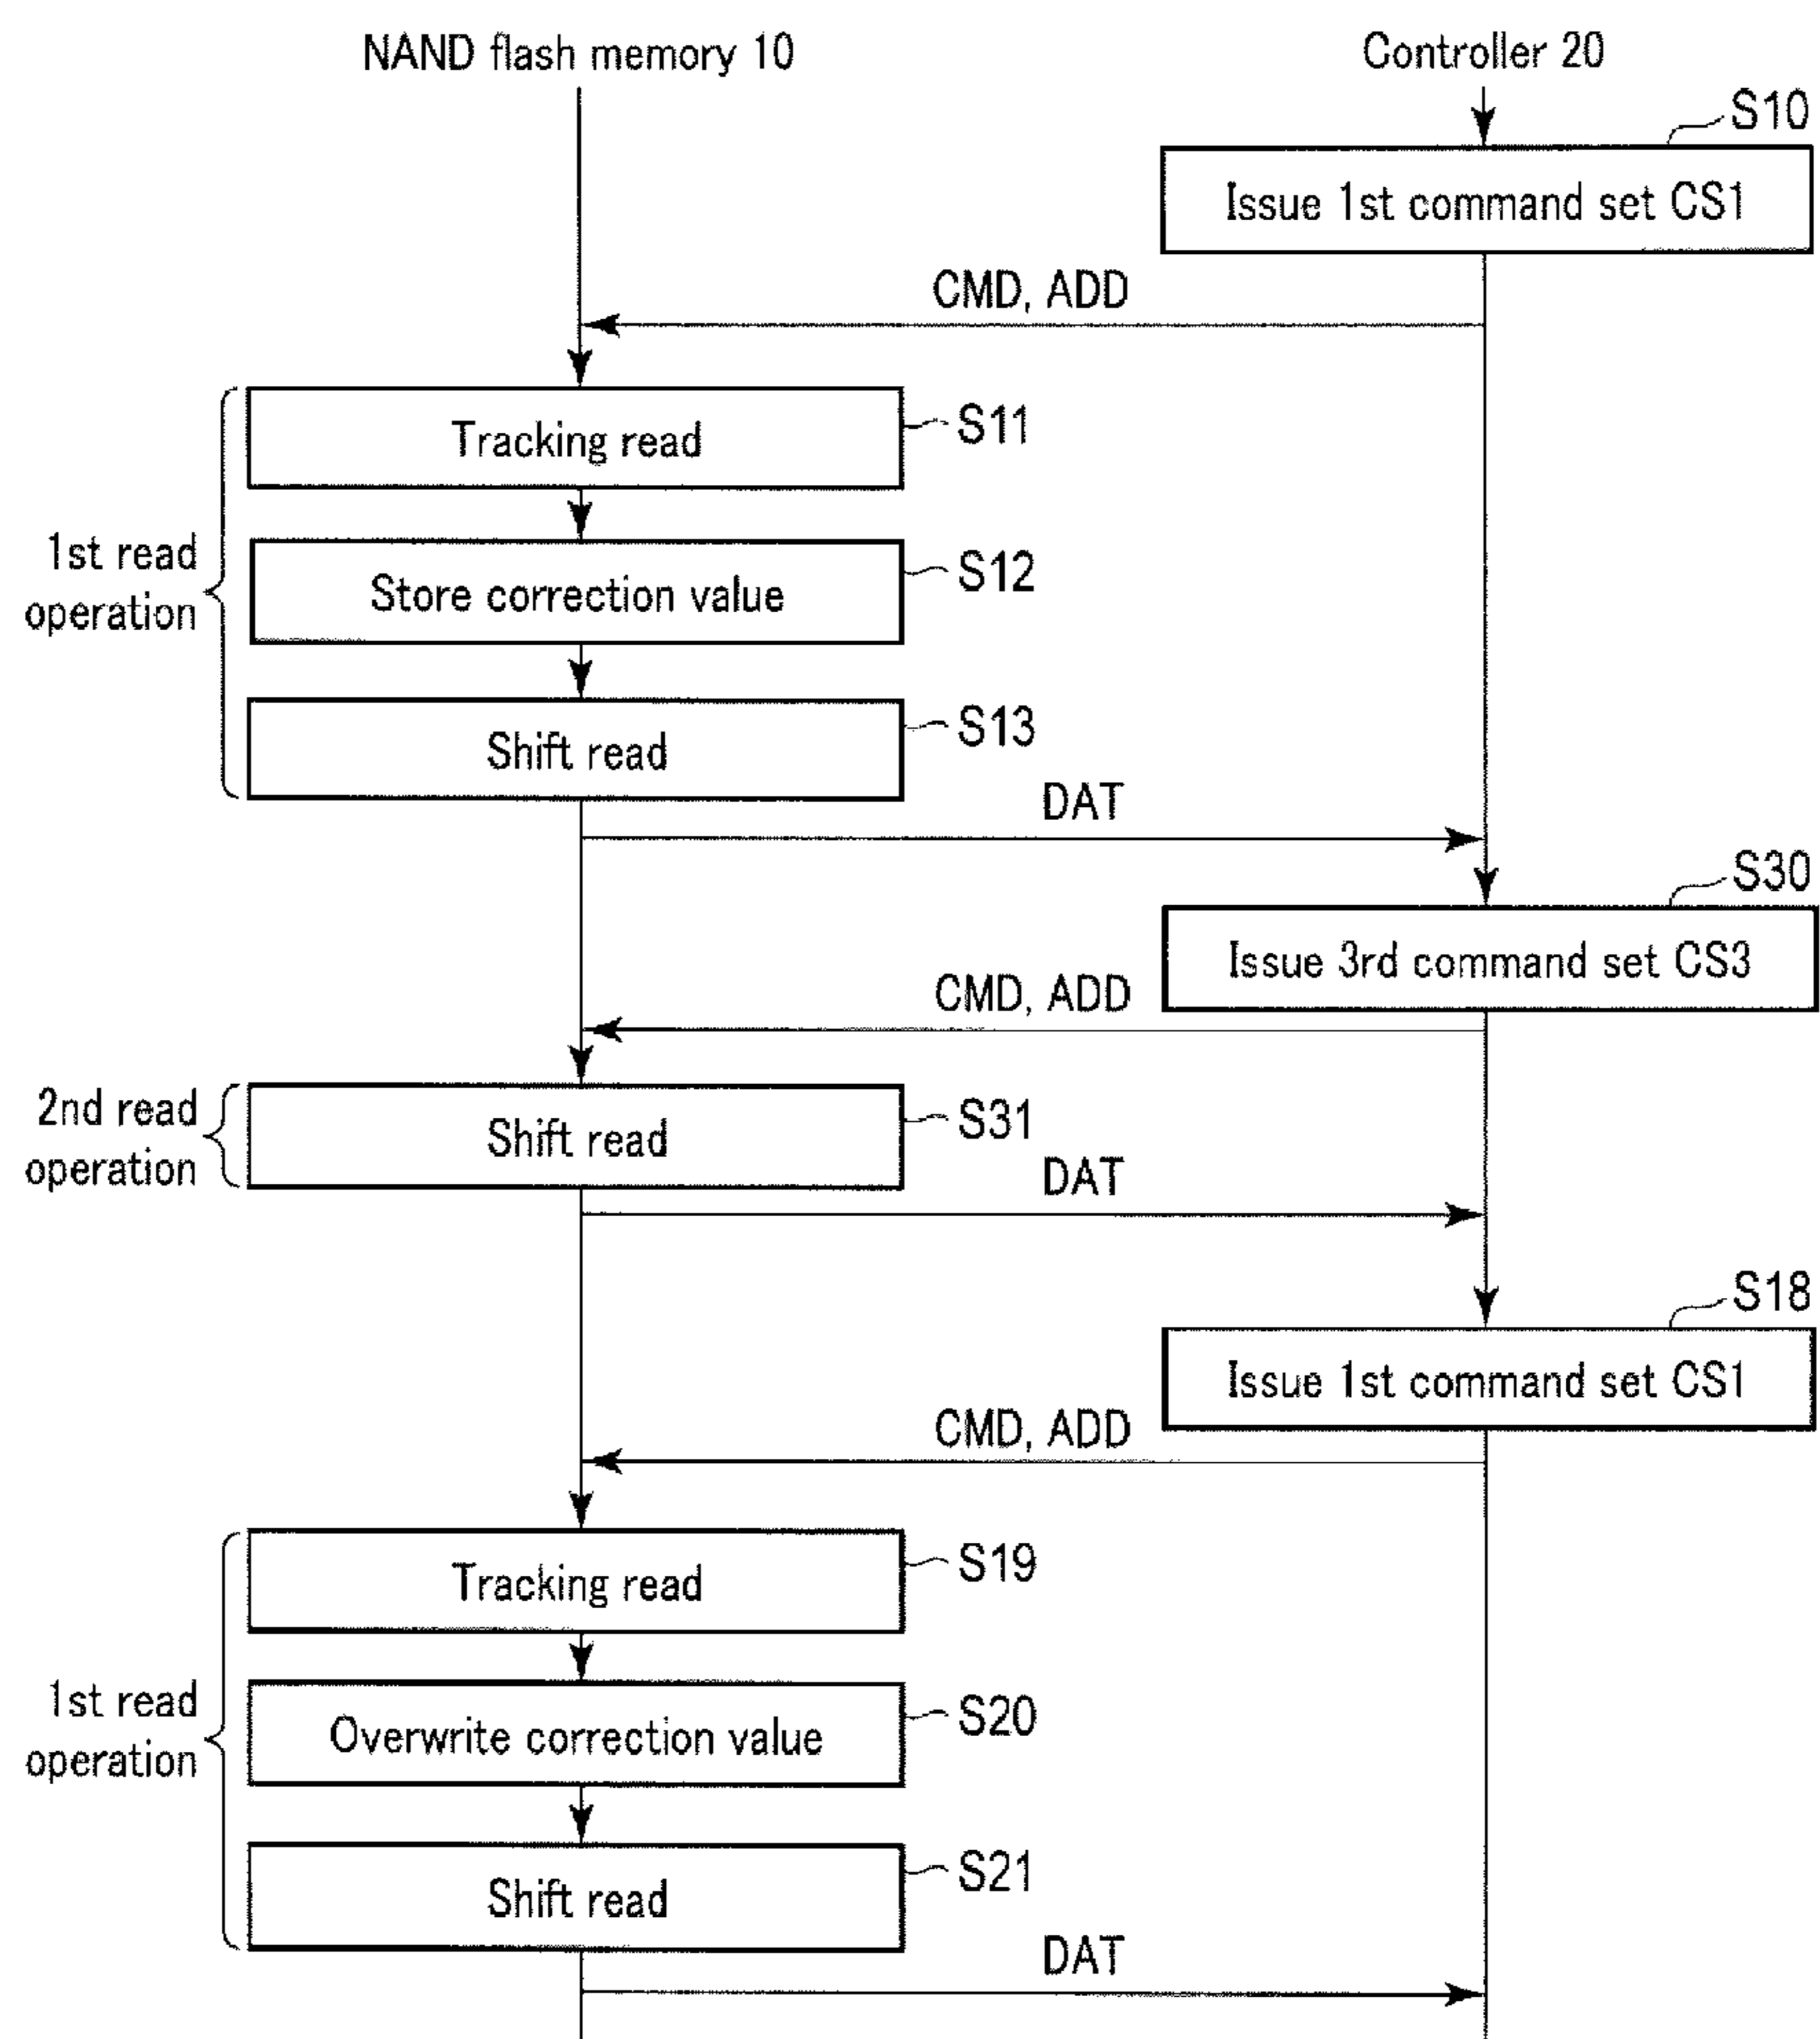 NAND flash memory 10
Controller 20
S10
Issue 1st command set CS1
CMD, ADD
Tracking read
S11
1st read
operation
Store correction value
S12
Shift read
S13
DAT
S30
Issue 3rd command set CS3
CMD, ADD
2nd read
operation
Shift read
S31
DAT
S18
Issue 1st command set CS1
CMD, ADD
Tracking read
S19
1st read
operation
Overwrite correction value
S20
Shift read
S21
DAT